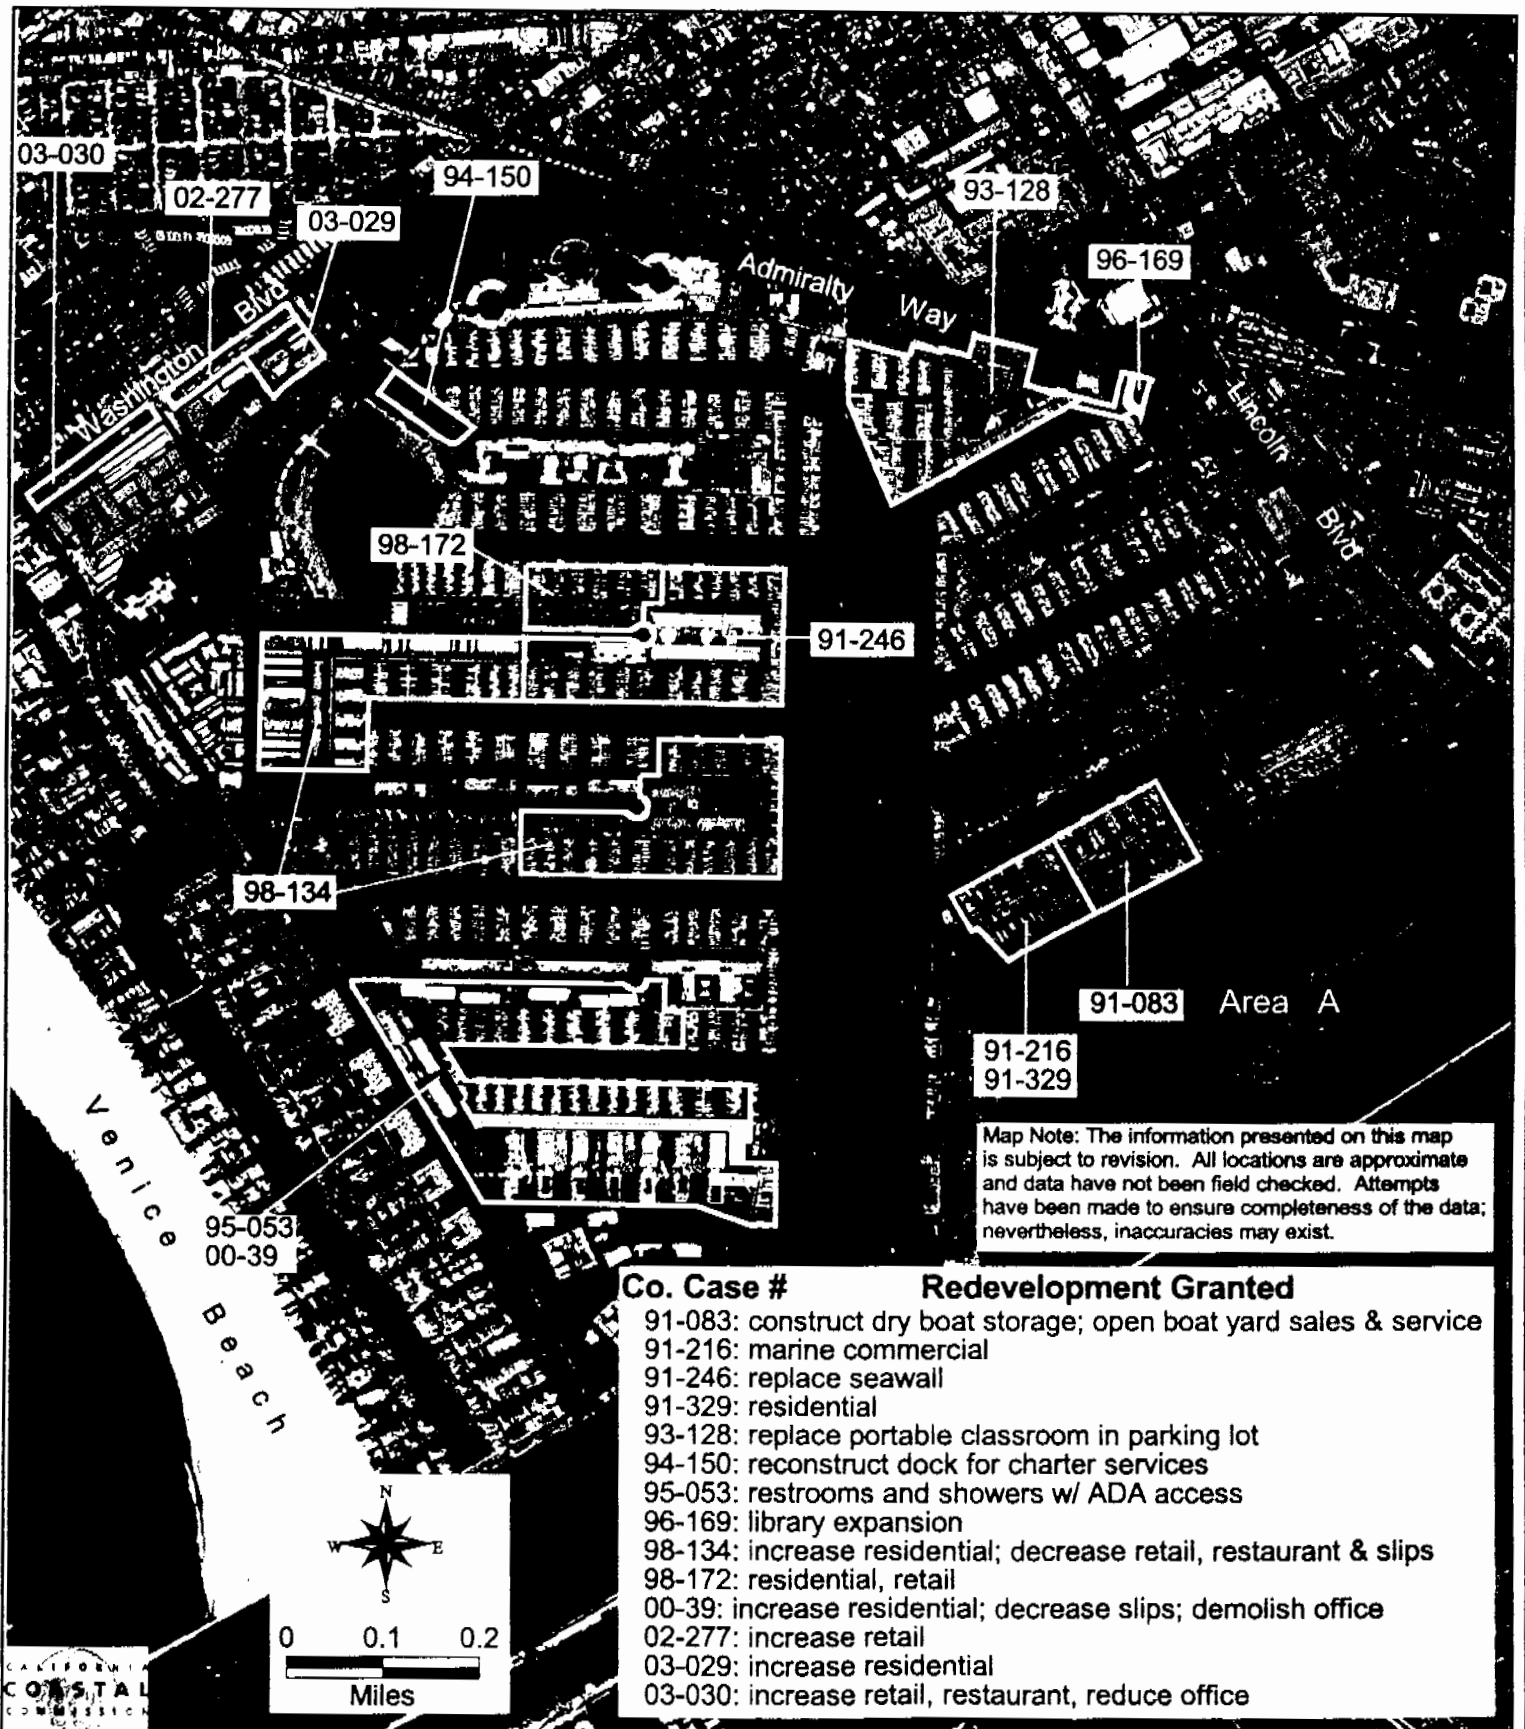 03-030
94-150
02-277
93-128
03-029
96-169
Admiralty Way
Washington Blvd
Lincoln Blvd
98-172
91-246
98-134
91-083
Area A
91-216
91-329
Venice Beach
95-053
00-39
Map Note: The information presented on this map
is subject to revision. All locations are approximate
and data have not been field checked. Attempts
have been made to ensure completeness of the data;
nevertheless, inaccuracies may exist.
Co. Case # Redevelopment Granted
91-083: construct dry boat storage; open boat yard sales & service
91-216: marine commercial
91-246: replace seawall
91-329: residential
93-128: replace portable classroom in parking lot
94-150: reconstruct dock for charter services
95-053: restrooms and showers w/ ADA access
96-169: library expansion
98-134: increase residential; decrease retail, restaurant & slips
98-172: residential, retail
00-39: increase residential; decrease slips; demolish office
02-277: increase retail
03-029: increase residential
03-030: increase retail, restaurant, reduce office
N
W E
S
0 0.1 0.2
Miles
CALIFORNIA
COASTAL
COMMISSION